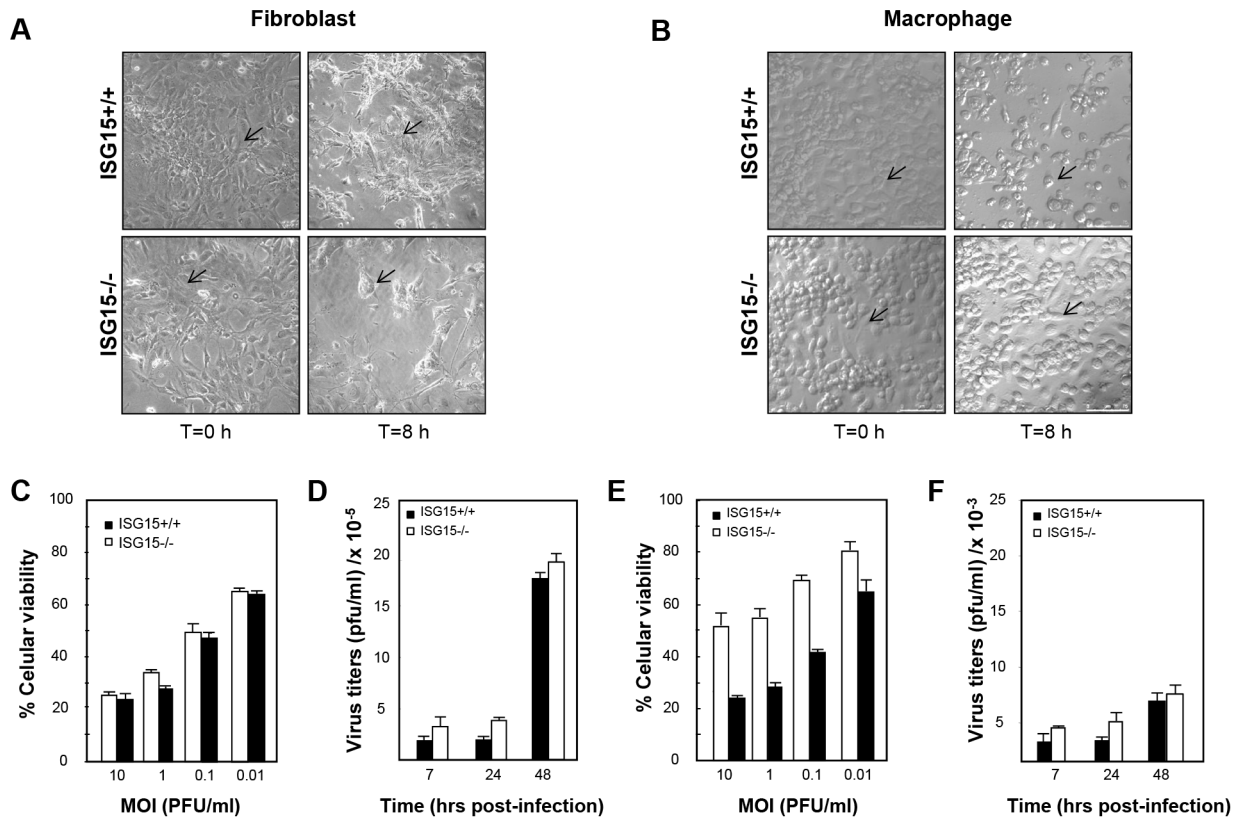 A
Fibroblast
B
Macrophage
ISG15+/+
ISG15-/-
T=0 h
T=8 h
ISG15+/+
ISG15-/-
T=0 h
T=8 h
C
100
80
60
40
20
0
% Celular viability
ISG15+/+
ISG15-/-
10 1 0.1 0.01
MOI (PFU/ml)
D
25
20
15
10
5
Virus titers (pfu/ml) /x 10-5
ISG15+/+
ISG15-/-
7 24 48
Time (hrs post-infection)
E
100
80
60
40
20
0
% Celular viability
ISG15+/+
ISG15-/-
10 1 0.1 0.01
MOI (PFU/ml)
F
25
20
15
10
5
Virus titers (pfu/ml) /x 10-3
ISG15+/+
ISG15-/-
7 24 48
Time (hrs post-infection)